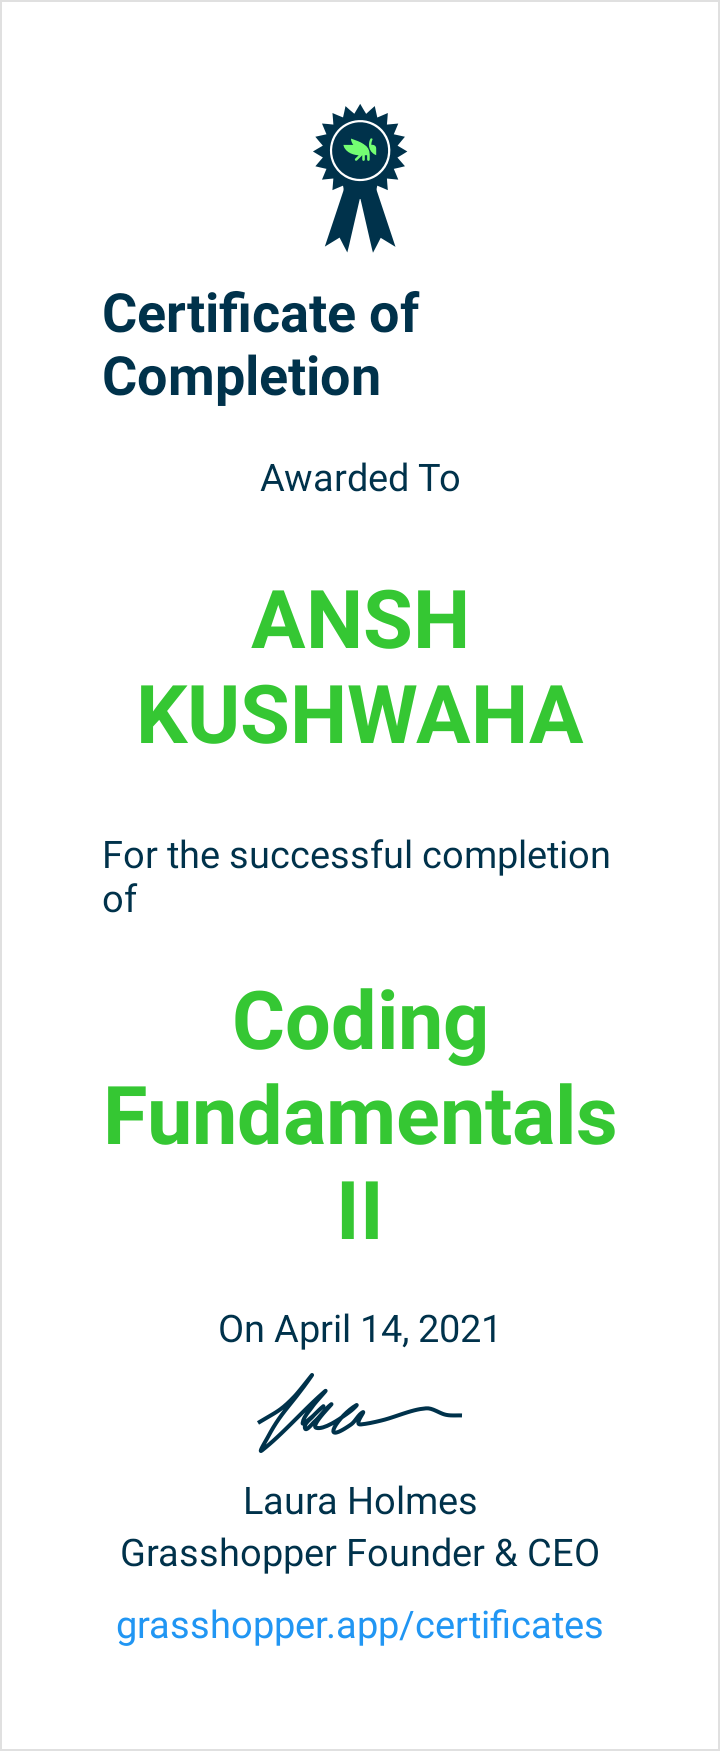 Certificate of
Completion
Awarded To
ANSH
KUSHWAHA
For the successful completion
of
Coding
Fundamentals
II
On April 14, 2021
Laura Holmes
Grasshopper Founder & CEO
grasshopper.app/certificates